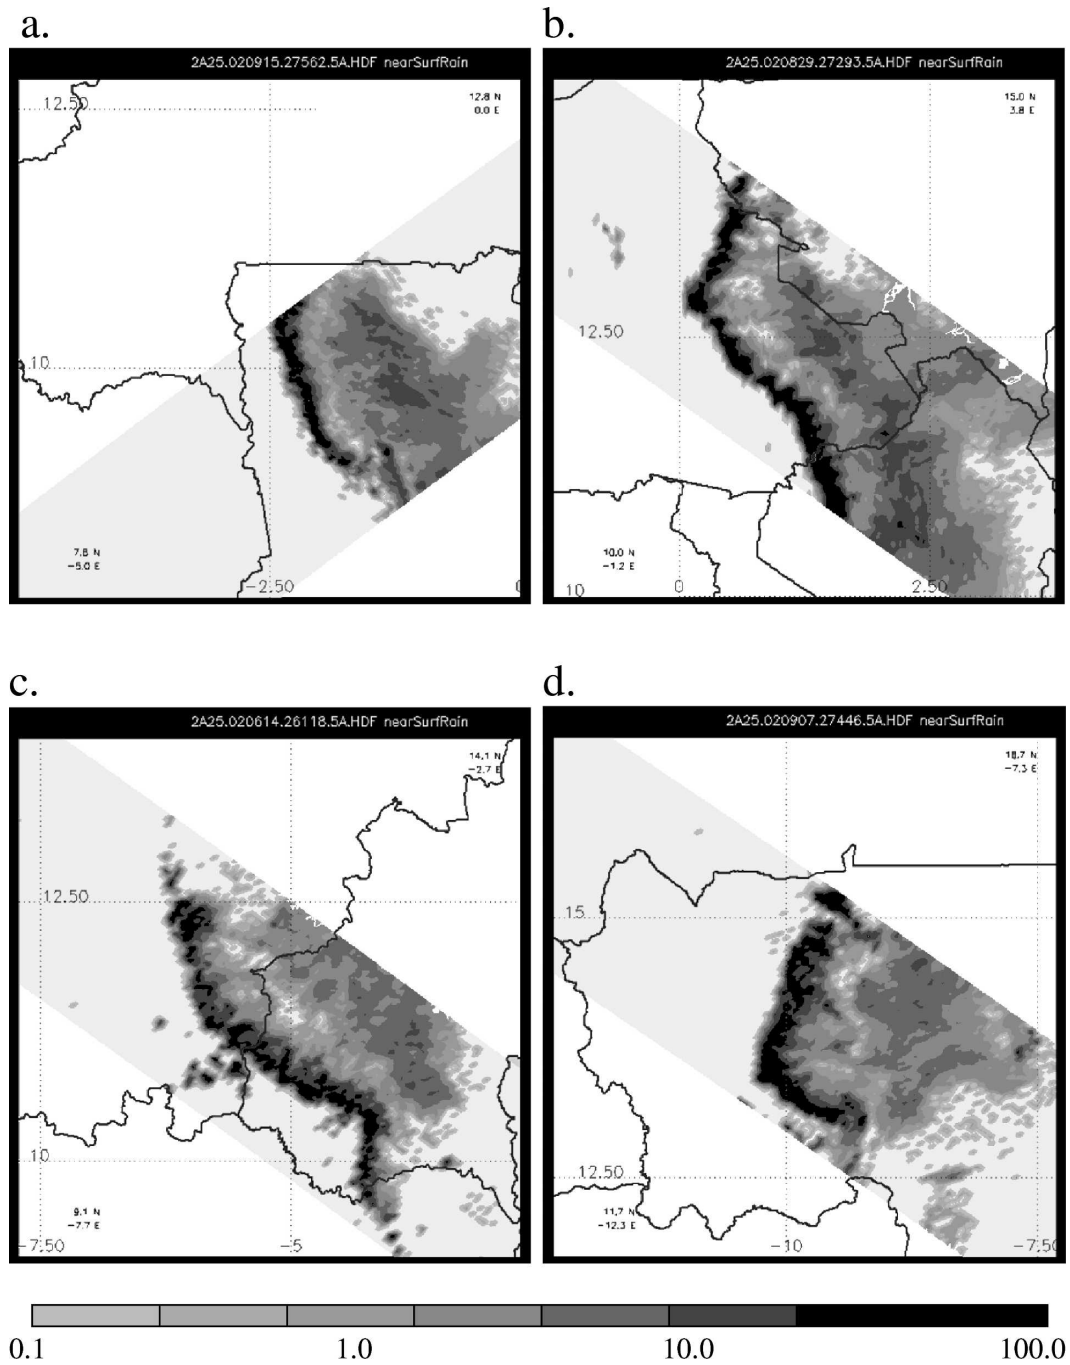 a.
2A25.020915.27562.5A.HDF nearSurfRain
12.50
12.8 N
0.0 E
10
7.8 N
-5.0 E
-2.50
0
b.
2A25.020829.27293.5A.HDF nearSurfRain
15.0 N
3.8 E
12.50
10.0 N
-1.2 E
10
0
2.50
c.
2A25.020614.26118.5A.HDF nearSurfRain
14.1 N
-2.7 E
12.50
10
9.1 N
-7.7 E
-7.50
-5
d.
2A25.020907.27446.5A.HDF nearSurfRain
16.7 N
-7.3 E
15
12.50
11.7 N
-12.3 E
-10
-7.50
0.1 1.0 10.0 100.0